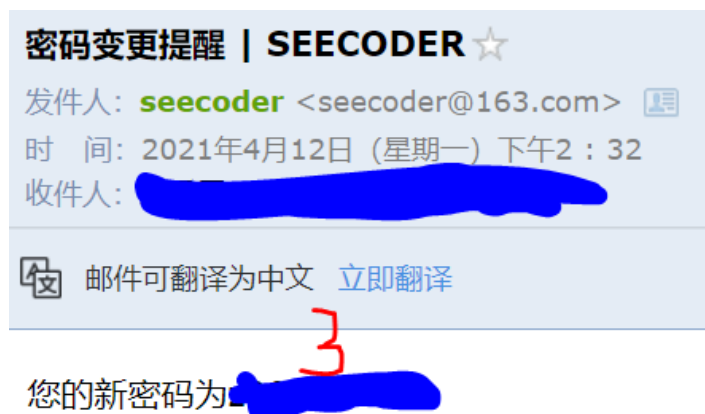 密码变更提醒 | SEECODER
发件人：seecoder <seecoder@163.com>
时 间：2021年4月12日（星期一）下午2：32
收件人：
邮件可翻译为中文 立即翻译
3
您的新密码为